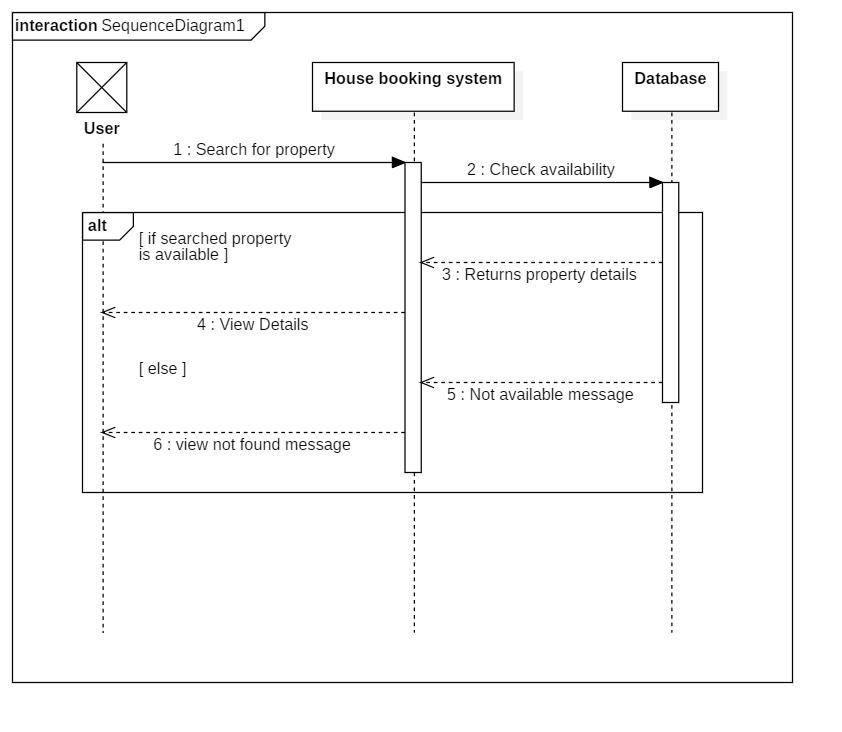 interaction SequenceDiagram1
House booking system
Database
User
1 : Search for property
2 : Check availability
alt
[ if searched property
is available ]
3 : Returns property details
4 : View Details
[ else ]
5 : Not available message
6 : view not found message